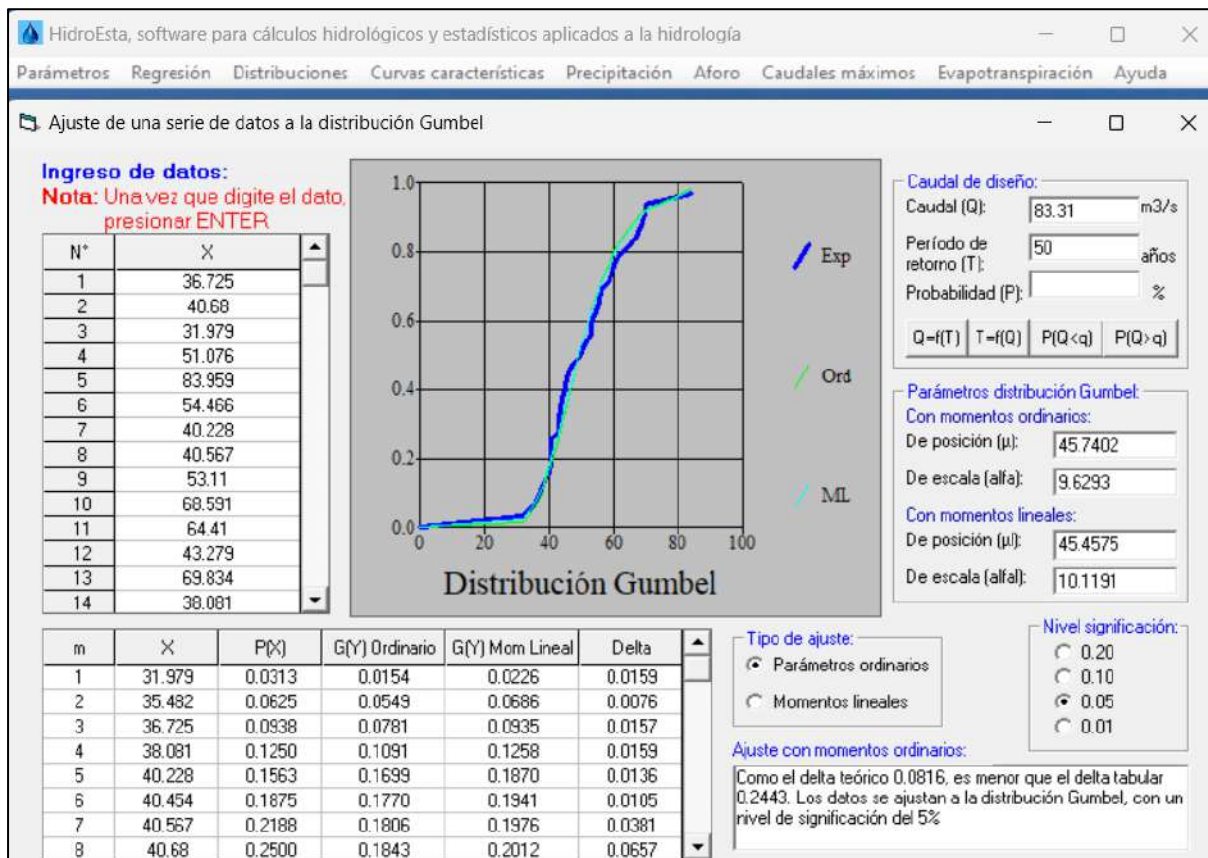 HidroEsta, software para cálculos hidrológicos y estadísticos aplicados a la hidrología
Parámetros Regresión Distribuciones Curvas características Precipitación Aforo Caudales máximos Evapotranspiración Ayuda
Ajuste de una serie de datos a la distribución Gumbel
Ingreso de datos:
Nota: Una vez que digite el dato,
presionar ENTER
N° X
1 36.725
2 40.68
3 31.979
4 51.076
5 83.959
6 54.466
7 40.228
8 40.567
9 53.11
10 68.591
11 64.41
12 43.279
13 69.834
14 38.081
1.0
0.8
0.6
0.4
0.2
0.0
0 20 40 60 80 100
Exp
Ord
ML
Distribución Gumbel
Caudal de diseño:
Caudal (Q): 83.31 m3/s
Período de
retorno (T): 50 años
Probabilidad (P): %
Q=f(T) T=f(Q) P(Q<q) P(Q>q)
Parámetros distribución Gumbel:
Con momentos ordinarios:
De posición (µ): 45.7402
De escala (alfa): 9.6293
Con momentos lineales:
De posición (µl): 45.4575
De escala (alfal): 10.1191
m X P(X) G(Y) Ordinario G(Y) Mom Lineal Delta
1 31.979 0.0313 0.0154 0.0226 0.0159
2 35.482 0.0625 0.0549 0.0686 0.0076
3 36.725 0.0938 0.0781 0.0935 0.0157
4 38.081 0.1250 0.1091 0.1258 0.0159
5 40.228 0.1563 0.1699 0.1870 0.0136
6 40.454 0.1875 0.1770 0.1941 0.0105
7 40.567 0.2188 0.1806 0.1976 0.0381
8 40.68 0.2500 0.1843 0.2012 0.0657
Tipo de ajuste:
Parámetros ordinarios
Momentos lineales
Nivel significación:
0.20
0.10
0.05
0.01
Ajuste con momentos ordinarios:
Como el delta teórico 0.0816, es menor que el delta tabular
0.2443. Los datos se ajustan a la distribución Gumbel, con un
nivel de significación del 5%